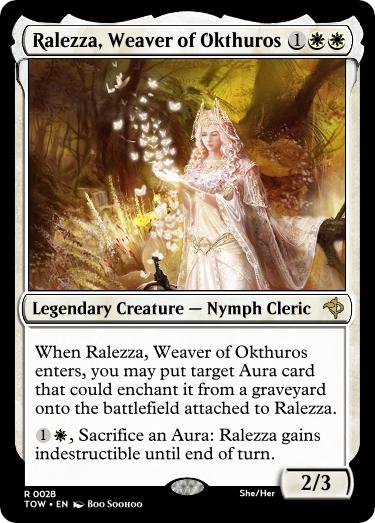 Ralezza, Weaver of Okthuros 1
Legendary Creature — Nymph Cleric
When Ralezza, Weaver of Okthuros
enters, you may put target Aura card
that could enchant it from a graveyard
onto the battlefield attached to Ralezza.
1 , Sacrifice an Aura: Ralezza gains
indestructible until end of turn.
2/3
R 0028 She/Her
TOW • EN Boo Soohoo